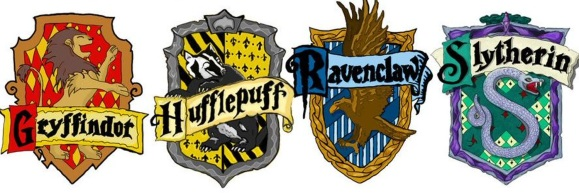 Gryffindor
Hufflepuff
Ravenclaw
Slytherin